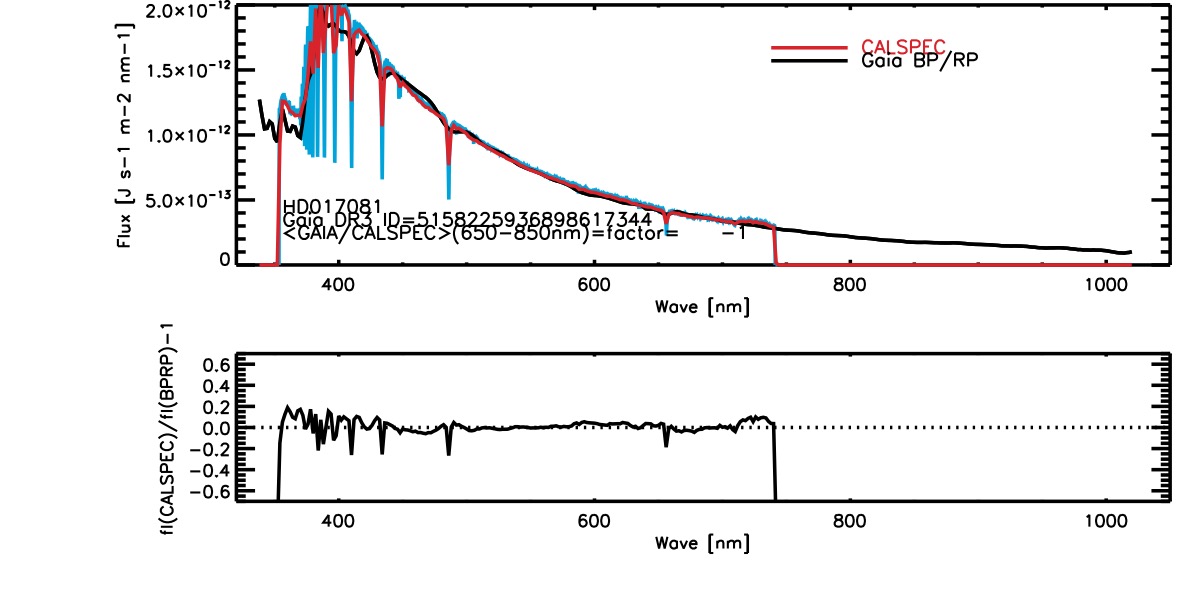 2.0×10−12
1.5×10−12
1.0×10−12
5.0×10−13
0
Flux [J s−1 m−2 nm−1]
CALSPEC
Gaia BP/RP
HD017081
Gaia DR3 ID=5158225936898617344
<GAIA/CALSPEC>(650−850nm)=factor= −1
400 600 800 1000
Wave [nm]
fl(CALSPEC)/fl(BPRP)−1
0.6
0.4
0.2
0.0
−0.2
−0.4
−0.6
400 600 800 1000
Wave [nm]